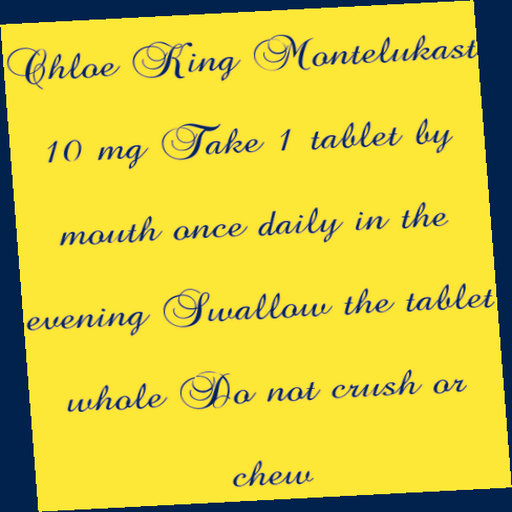 Chloe King Montelukast
10 mg Take 1 tablet by
mouth once daily in the
evening Swallow the tablet
whole Do not crush or
chew